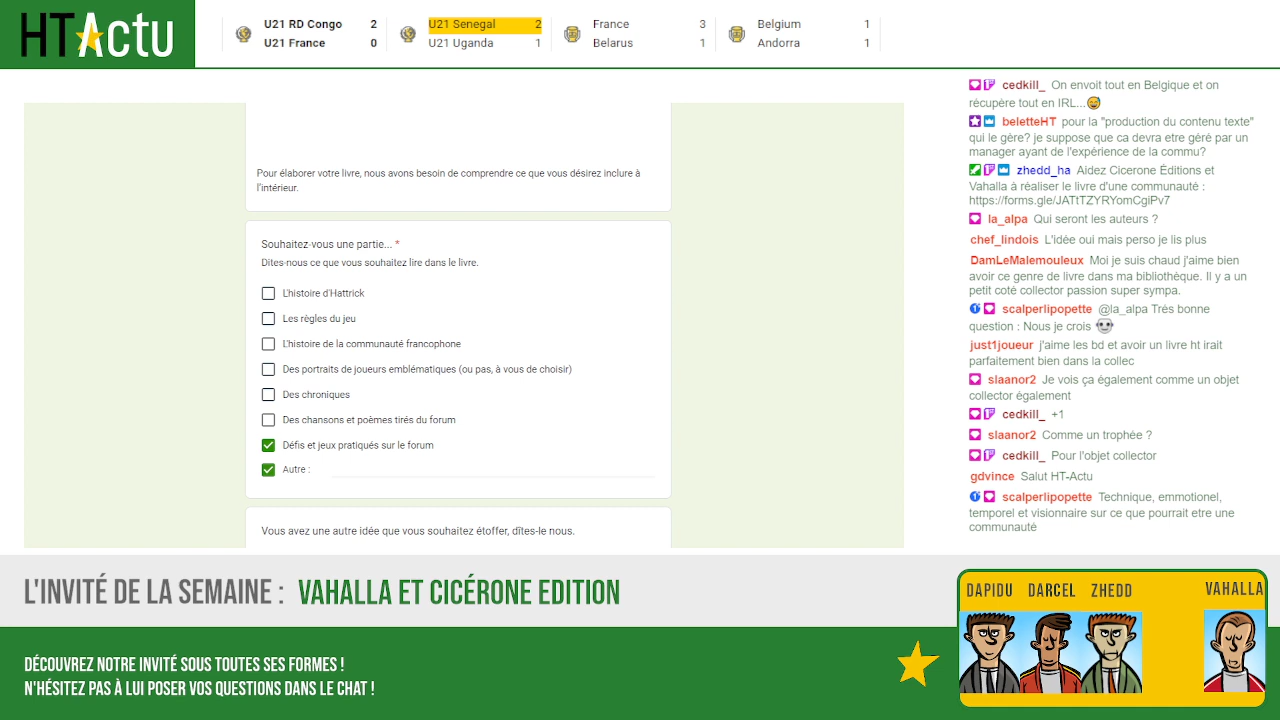 HTActu
U21 RD Congo 2
U21 France 0
U21 Senegal 2
U21 Uganda 1
France 3
Belarus 1
Belgium 1
Andorra 1
Pour élaborer votre livre, nous avons besoin de comprendre ce que vous désirez inclure à
l'intérieur.
Souhaitez-vous une partie... *
Dites-nous ce que vous souhaitez lire dans le livre.
L'histoire d'Hattrick
Les règles du jeu
L'histoire de la communauté francophone
Des portraits de joueurs emblématiques (ou pas, à vous de choisir)
Des chroniques
Des chansons et poèmes tirés du forum
Défis et jeux pratiqués sur le forum
Autre :
Vous avez une autre idée que vous souhaitez étoffer, dîtes-le nous.
cedkill_ On envoit tout en Belgique et on
récupère tout en IRL...
beletteHT pour la "production du contenu texte"
qui le gère? je suppose que ca devra etre géré par un
manager ayant de l'expérience de la commu?
zhedd_ha Aidez Cicerone Éditions et
Vahalla à réaliser le livre d'une communauté :
https://forms.gle/JATtTZYRYomCgiPv7
la_alpa Qui seront les auteurs ?
chef_lindois L'idée oui mais perso je lis plus
DamLeMalemouleux Moi je suis chaud j'aime bien
avoir ce genre de livre dans ma bibliothèque. Il y a un
petit coté collector passion super sympa.
scalperlipopette @la_alpa Très bonne
question : Nous je crois
just1joueur j'aime les bd et avoir un livre ht irait
parfaitement bien dans la collec
slaanor2 Je vois ça également comme un objet
collector également
cedkill_ +1
slaanor2 Comme un trophée ?
cedkill_ Pour l'objet collector
gdvince Salut HT-Actu
scalperlipopette Technique, emmotionel,
temporel et visionnaire sur ce que pourrait etre une
communauté
L'INVITÉ DE LA SEMAINE : VAHALLA ET CICÉRONE EDITION
DAPIDU DARCEL ZHEDD VAHALLA
DÉCOUVREZ NOTRE INVITÉ SOUS TOUTES SES FORMES !
N'HÉSITEZ PAS À LUI POSER VOS QUESTIONS DANS LE CHAT !